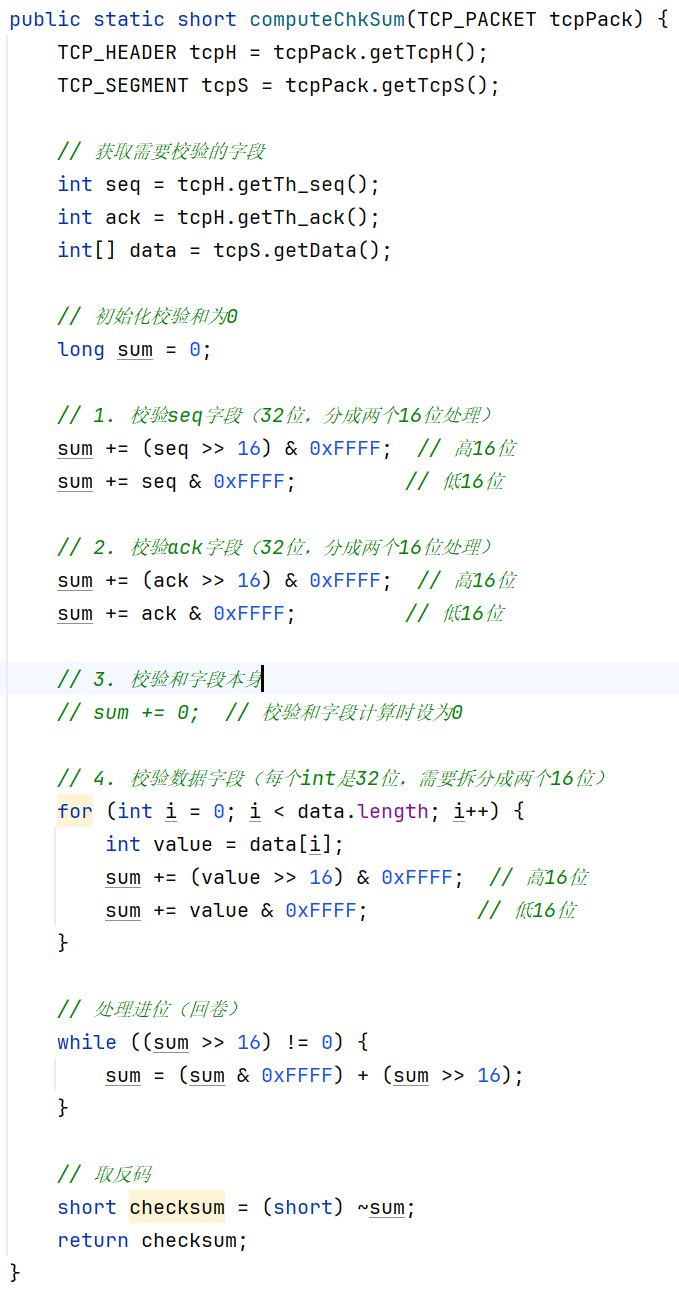 public static short computeChkSum(TCP_PACKET tcpPack) {
    TCP_HEADER tcpH = tcpPack.getTcpH();
    TCP_SEGMENT tcpS = tcpPack.getTcpS();

    // 获取需要校验的字段
    int seq = tcpH.getTh_seq();
    int ack = tcpH.getTh_ack();
    int[] data = tcpS.getData();

    // 初始化校验和为0
    long sum = 0;

    // 1. 校验seq字段（32位，分成两个16位处理）
    sum += (seq >> 16) & 0xFFFF;  // 高16位
    sum += seq & 0xFFFF;         // 低16位

    // 2. 校验ack字段（32位，分成两个16位处理）
    sum += (ack >> 16) & 0xFFFF;  // 高16位
    sum += ack & 0xFFFF;         // 低16位

    // 3. 校验和字段本身
    // sum += 0;  // 校验和字段计算时设为0

    // 4. 校验数据字段（每个int是32位，需要拆分成两个16位）
    for (int i = 0; i < data.length; i++) {
        int value = data[i];
        sum += (value >> 16) & 0xFFFF;  // 高16位
        sum += value & 0xFFFF;         // 低16位
    }

    // 处理进位（回卷）
    while ((sum >> 16) != 0) {
        sum = (sum & 0xFFFF) + (sum >> 16);
    }

    // 取反码
    short checksum = (short) ~sum;
    return checksum;
}